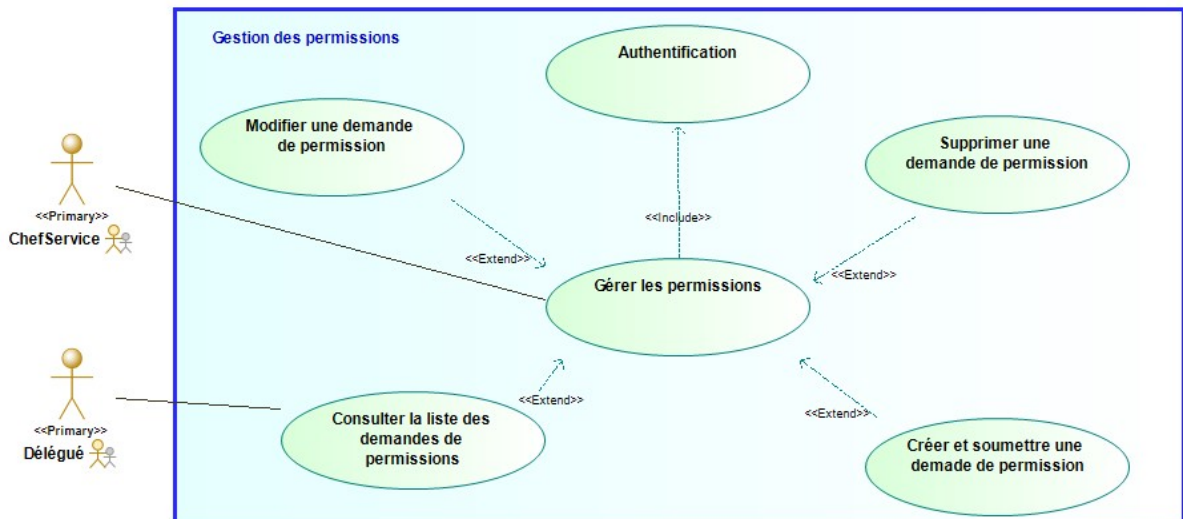 Gestion des permissions
Authentification
Modifier une demande
de permission
Supprimer une
demande de permission
<<Primary>>
ChefService
<<Include>>
<<Extend>>
<<Extend>>
Gérer les permissions
<<Primary>>
Délégué
<<Extend>>
<<Extend>>
Consulter la liste des
demandes de
permissions
Créer et soumettre une
demade de permission